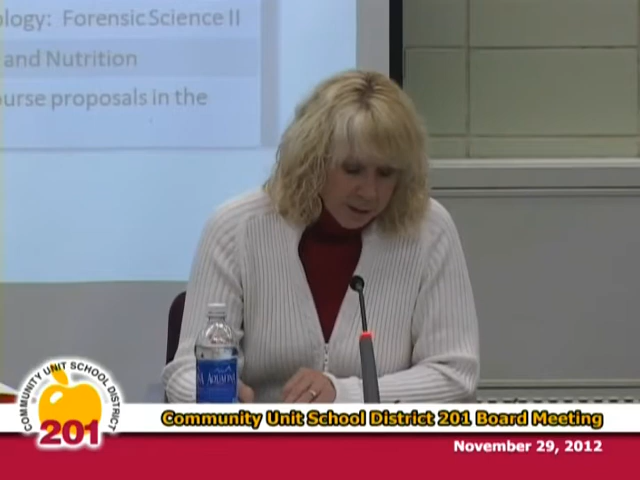 ology: Forensic Science II
and Nutrition
ourse proposals in the
AQUAFINA
COMMUNITY UNIT SCHOOL DISTRICT
201
Community Unit School District 201 Board Meeting
November 29, 2012